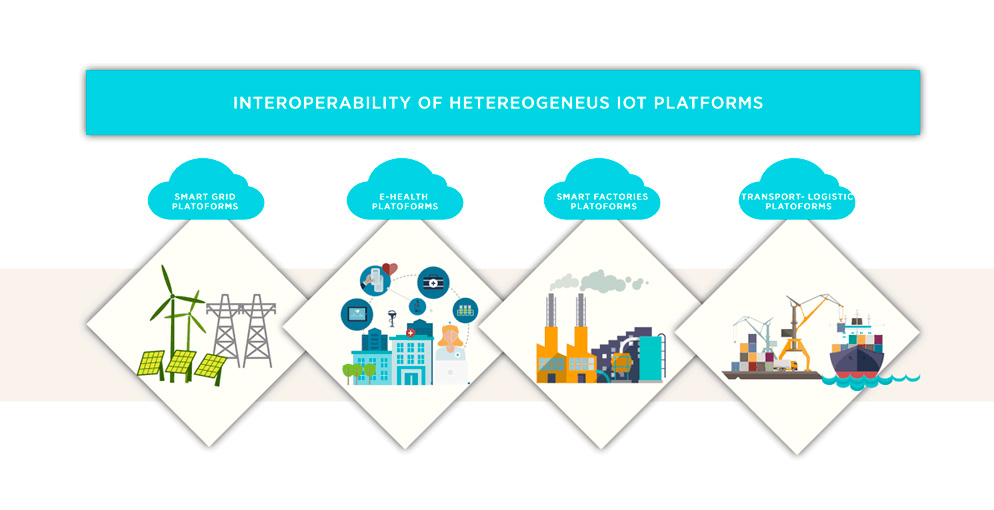 INTEROPERABILITY OF HETEREOGENEUS IOT PLATFORMS
SMART GRID
PLATOFORMS
E-HEALTH
PLATOFORMS
SMART FACTORIES
PLATOFORMS
TRANSPORT- LOGISTIC
PLATOFORMS